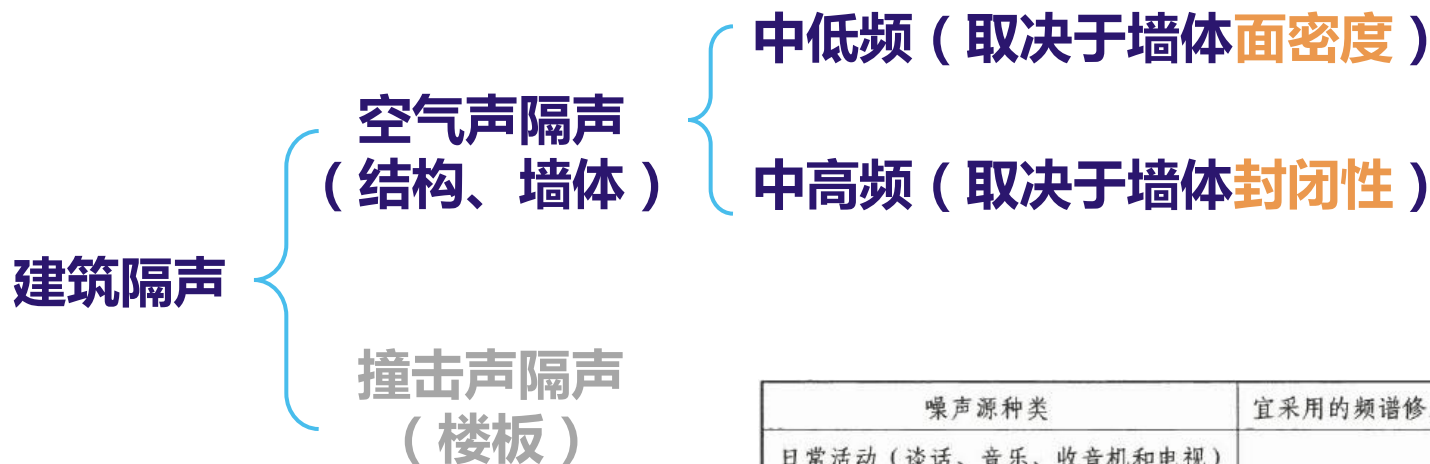 中低频（取决于墙体面密度）
空气声隔声
（结构、墙体）
中高频（取决于墙体封闭性）
建筑隔声
撞击声隔声
（楼板）
噪声源种类
宜采用的频谱修
日常活动（谈话、音乐、收音机和电视）